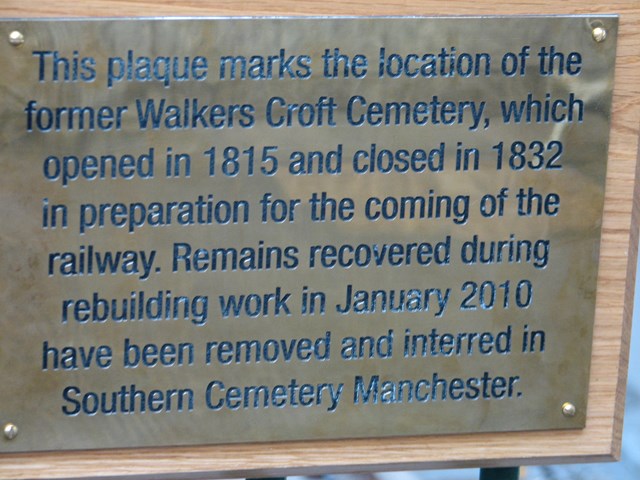 This plaque marks the location of the
former Walkers Croft Cemetery, which
opened in 1815 and closed in 1832
in preparation for the coming of the
railway. Remains recovered during
rebuilding work in January 2010
have been removed and interred in
Southern Cemetery Manchester.